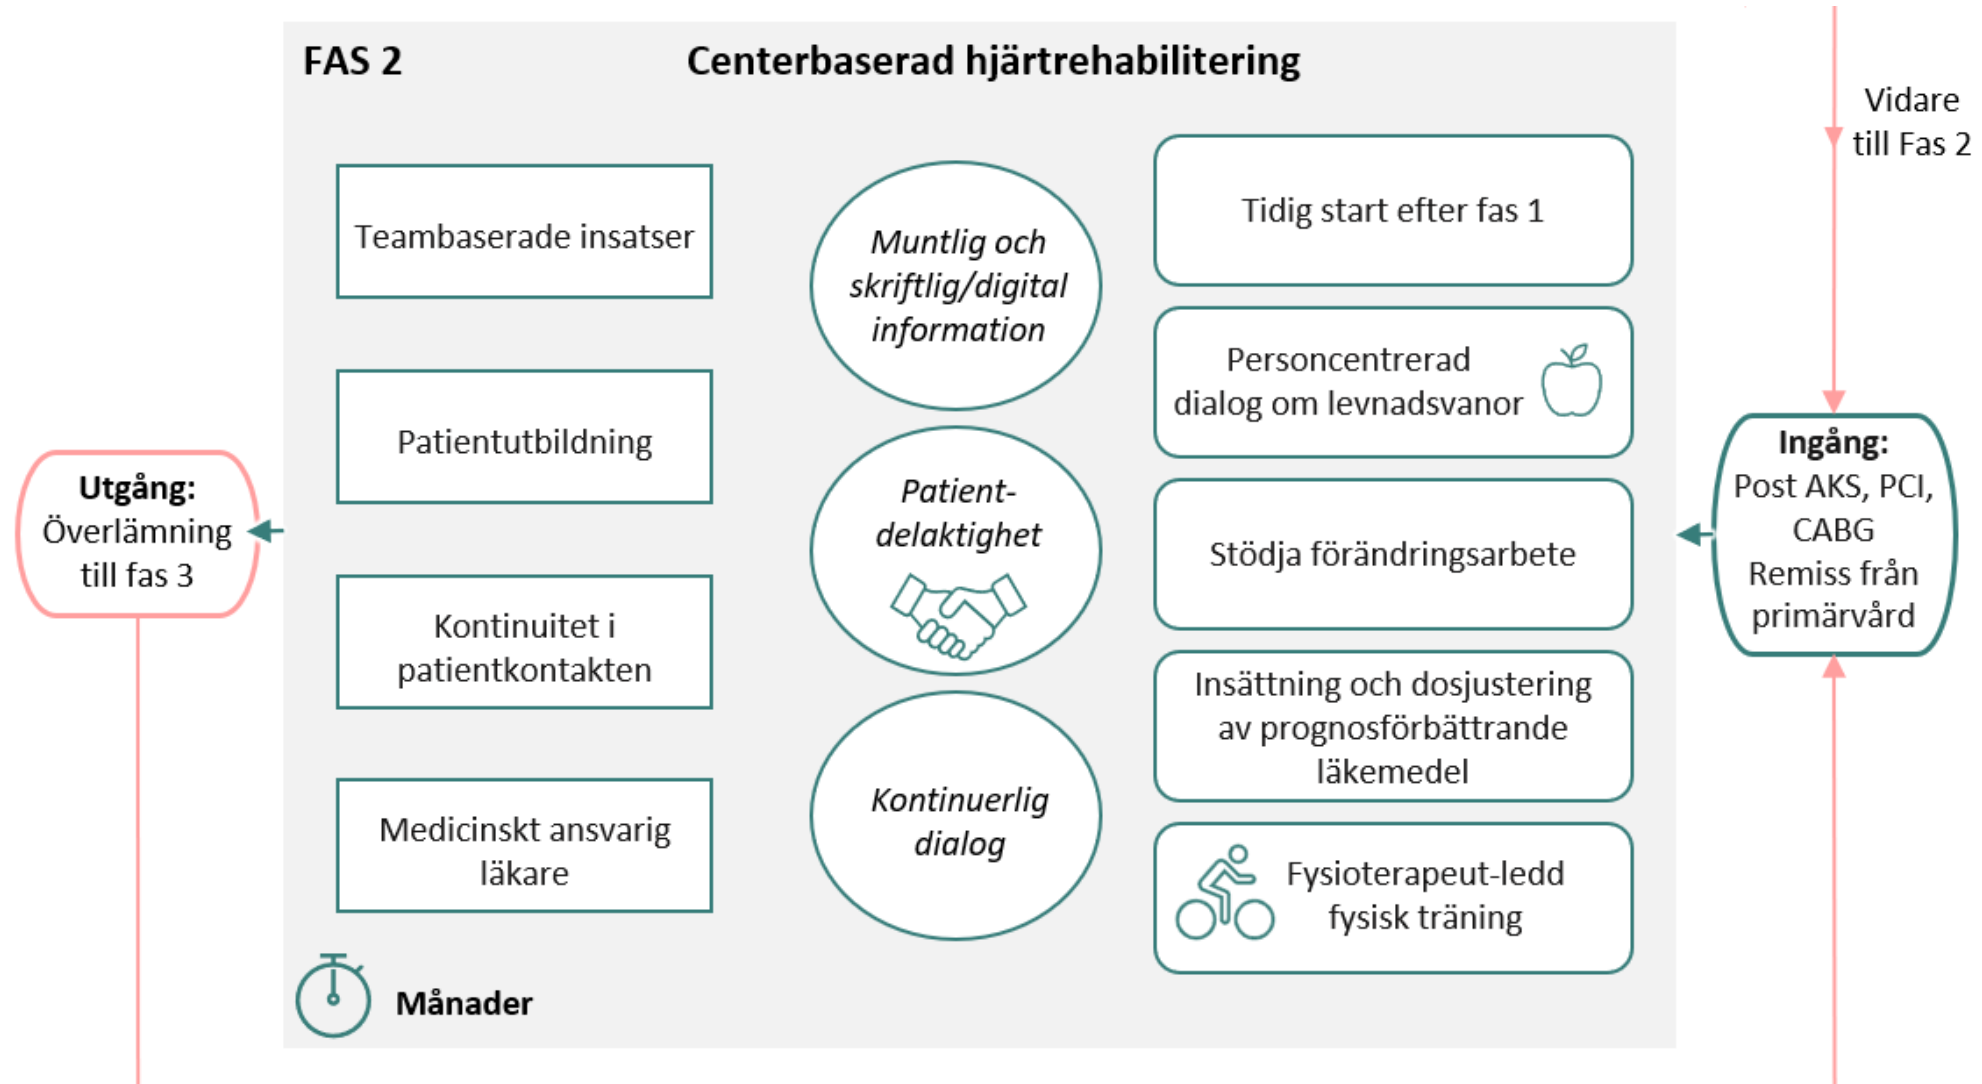 FAS 2
Centerbaserad hjärtrehabilitering
Vidare
till Fas 2
Teambaserade insatser
Patientutbildning
Kontinuitet i
patientkontakten
Medicinskt ansvarig
läkare
Muntlig och
skriftlig/digital
information
Patient-
delaktighet
Kontinuerlig
dialog
Tidig start efter fas 1
Personcentrerad
dialog om levnadsvanor
Stödja förändringsarbete
Insättning och dosjustering
av prognosförbättrande
läkemedel
Fysioterapeut-ledd
fysisk träning
Ingång:
Post AKS, PCI,
CABG
Remiss från
primärvård
Utgång:
Överlämning
till fas 3
Månader